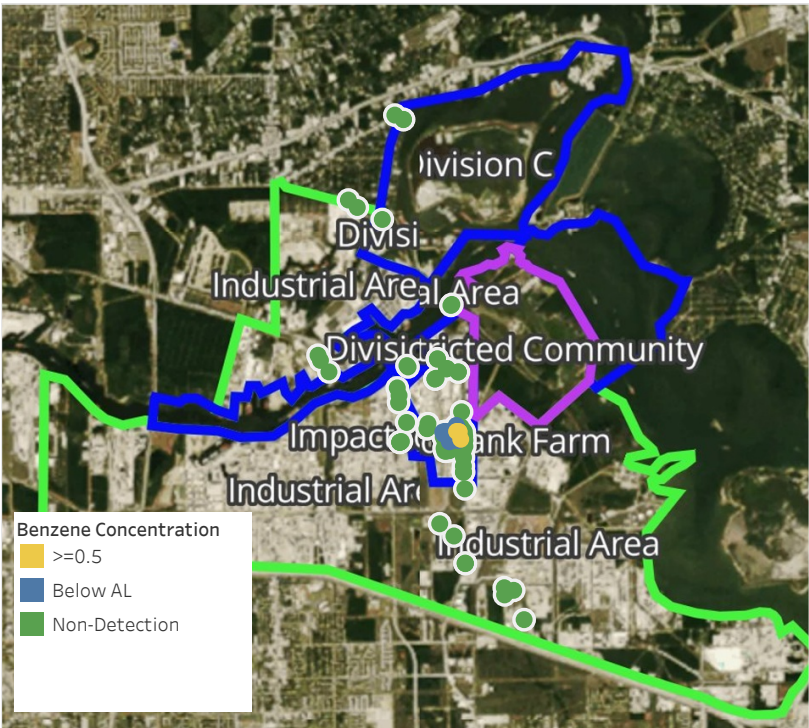 Division C
Divisi
Industrial Area
al Area
Divisi
tricted Community
Impact
ank Farm
Industrial Are
Industrial Area
Benzene Concentration
>=0.5
Below AL
Non-Detection